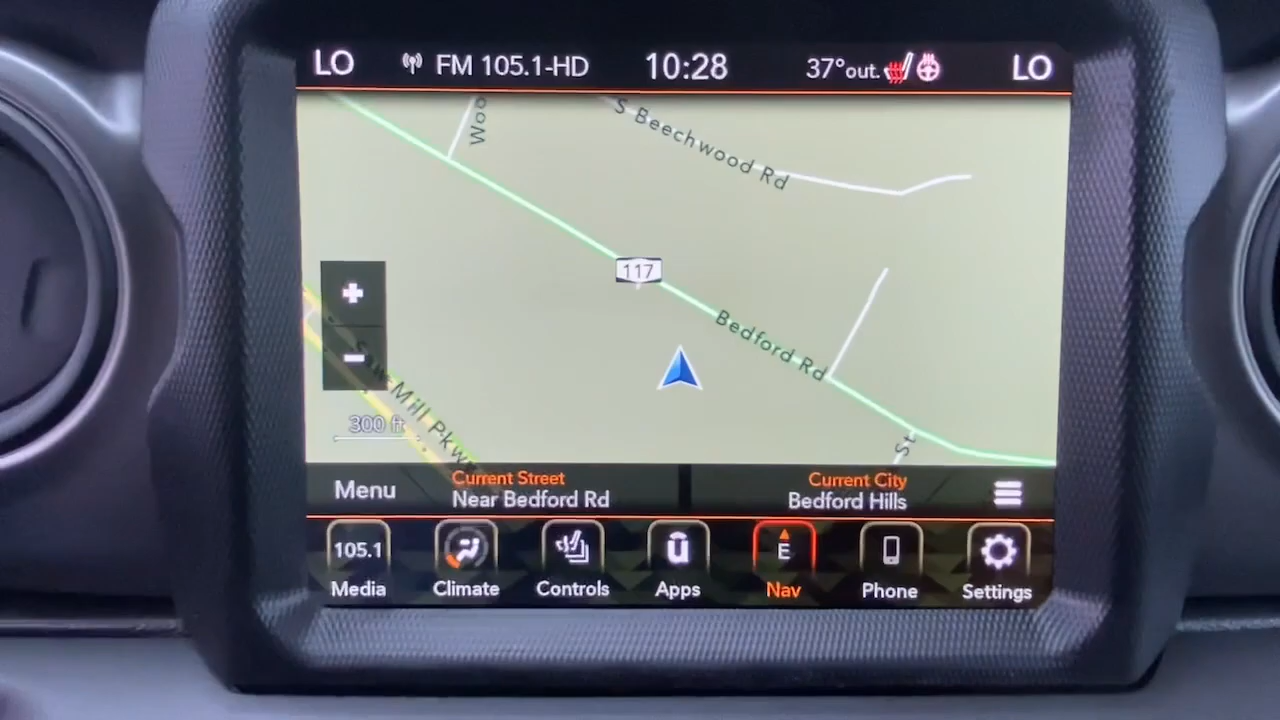 LO FM 105.1-HD 10:28 37°out. LO
Woo
S Beechwood Rd
117
Bedford Rd
+
-
Saw Mill Pkwy
300 ft
St
Menu
Current Street
Near Bedford Rd
Current City
Bedford Hills
105.1
Media
Climate
Controls
u
Apps
E
Nav
Phone
Settings